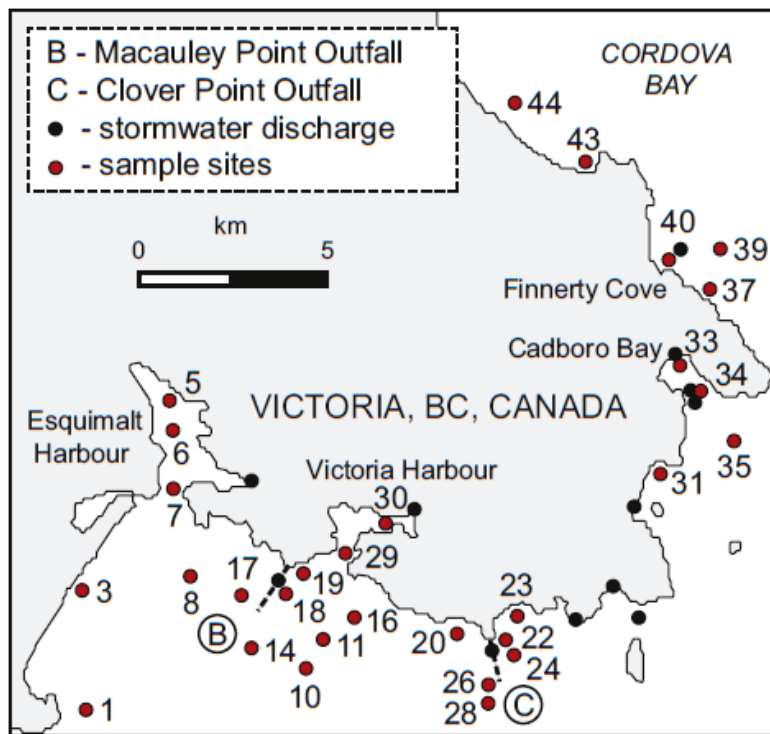 B - Macauley Point Outfall
C - Clover Point Outfall
- stormwater discharge
- sample sites
CORDOVA
BAY
44
43
km
0 5
40
39
Finnerty Cove
37
Cadboro Bay
33
34
5
VICTORIA, BC, CANADA
Esquimalt
Harbour
6
35
Victoria Harbour
31
7
30
29
3
8
17
19
18
23
B
14
11
16
20
22
24
10
26
1
28
C